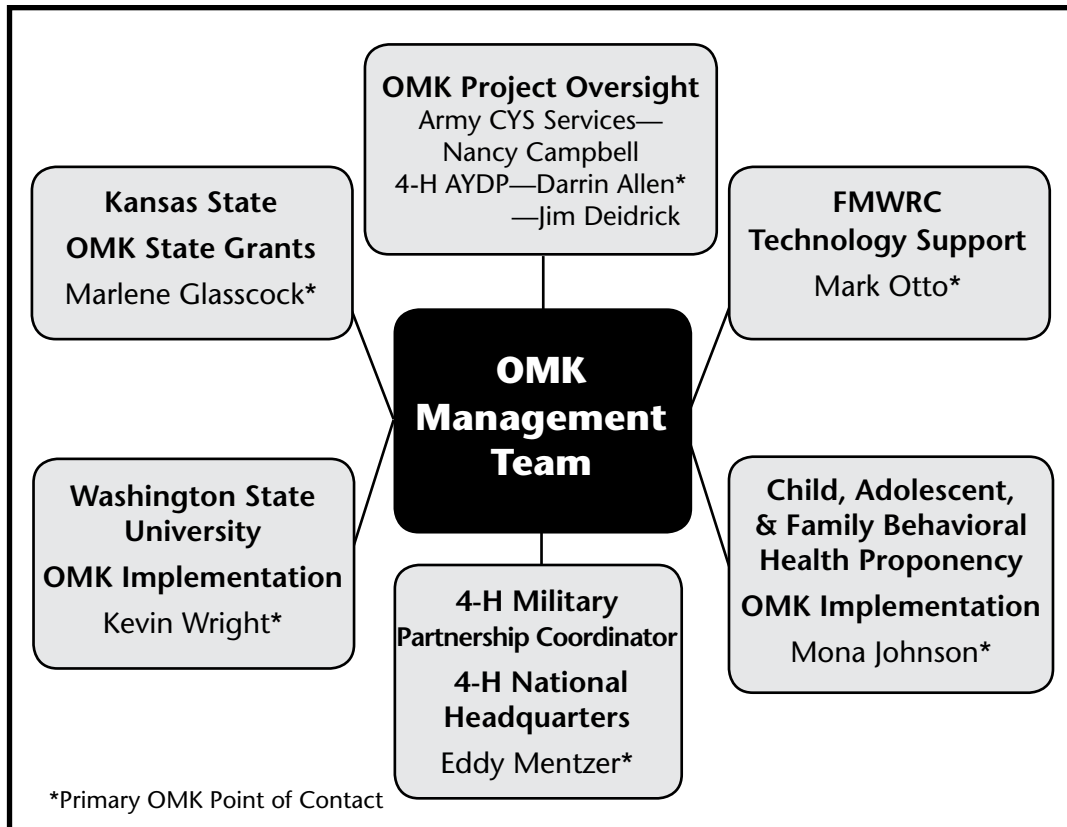 OMK Project Oversight
Army CYS Services—
Nancy Campbell
4-H AYDP—Darrin Allen*
—Jim Deidrick
Kansas State
OMK State Grants
Marlene Glasscock*
FMWRC
Technology Support
Mark Otto*
OMK
Management
Team
Washington State
University
OMK Implementation
Kevin Wright*
4-H Military
Partnership Coordinator
4-H National
Headquarters
Eddy Mentzer*
Child, Adolescent,
& Family Behavioral
Health Proponency
OMK Implementation
Mona Johnson*
*Primary OMK Point of Contact